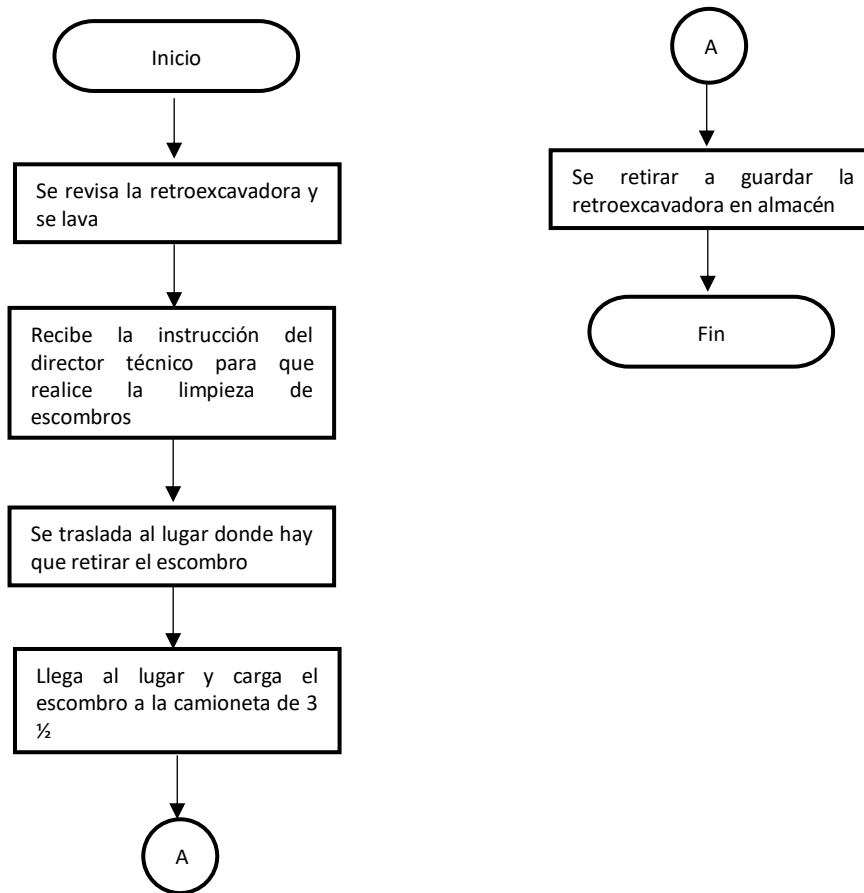 Inicio
Se revisa la retroexcavadora y
se lava
Recibe la instrucción del
director técnico para que
realice la limpieza de
escombros
Se traslada al lugar donde hay
que retirar el escombro
Llega al lugar y carga el
escombro a la camioneta de 3
½
A
A
Se retirar a guardar la
retroexcavadora en almacén
Fin